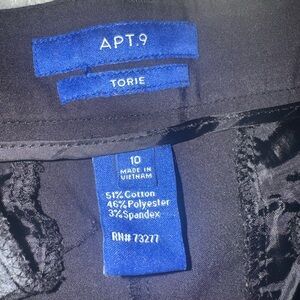 APT.9
TORIE
10
MADE IN
VIETNAM
51% Cotton
46% Polyester
3% Spandex
RN# 73277